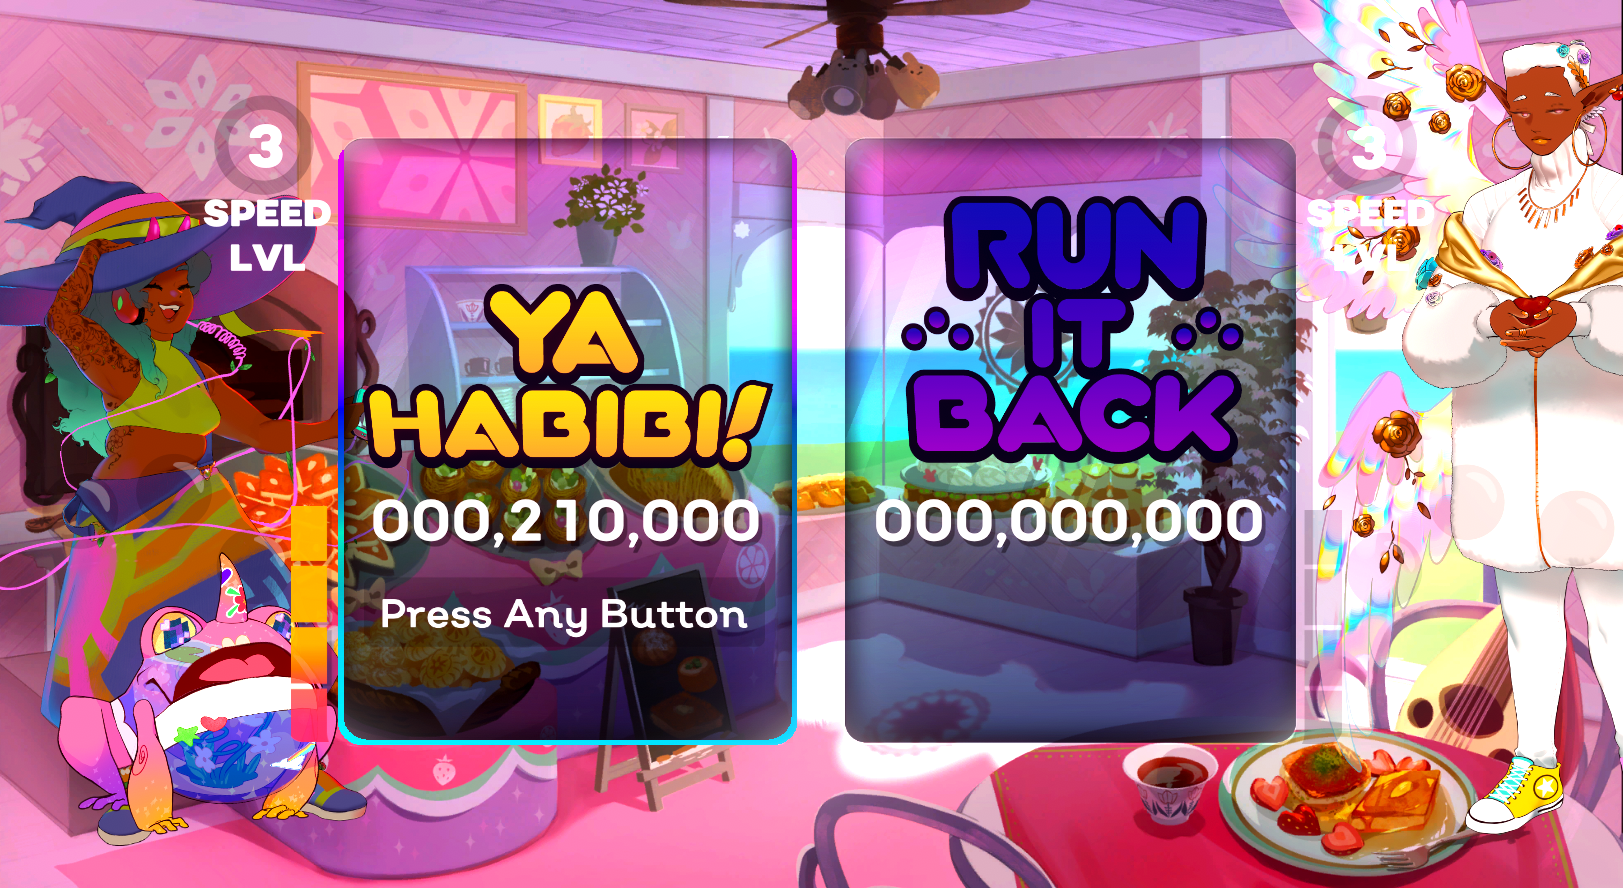 3
SPEED
LVL
YA
HABIBI!
000,210,000
Press Any Button
RUN
IT
BACK
000,000,000
3
SPEED
LVL